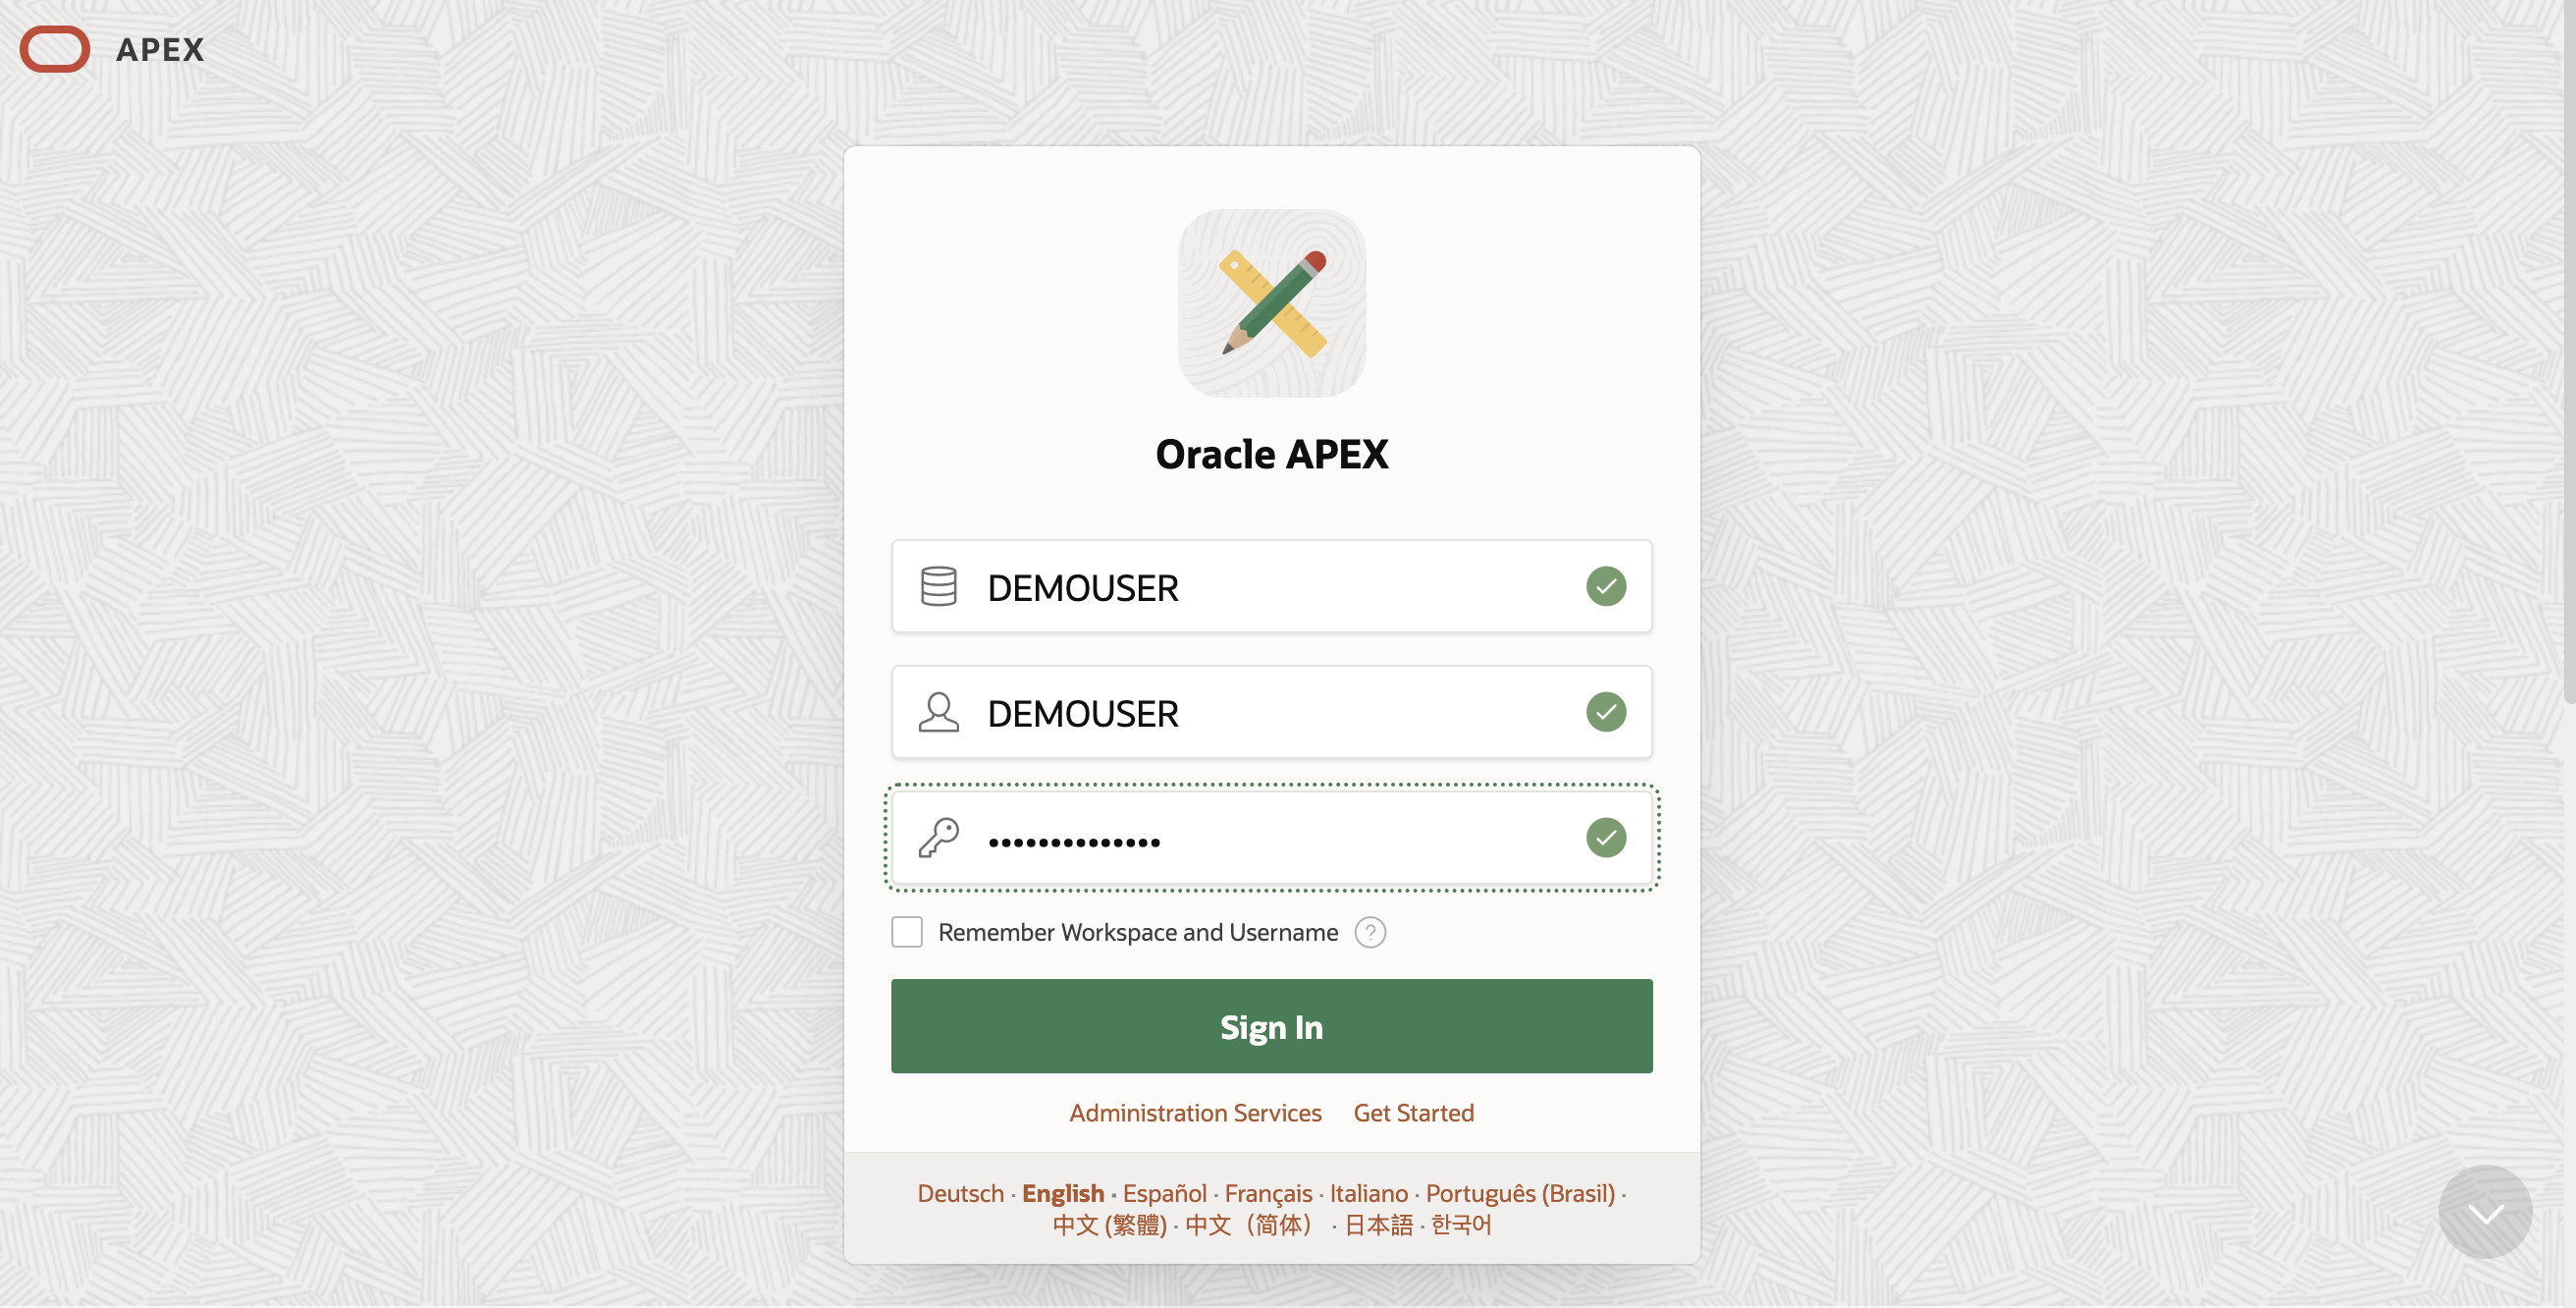 APEX
Oracle APEX
DEMOUSER
DEMOUSER
••••••••••••••
Remember Workspace and Username ?
Sign In
Administration Services Get Started
Deutsch · English · Español · Français · Italiano · Português (Brasil) ·
中文 (繁體) · 中文（简体） · 日本語 · 한국어